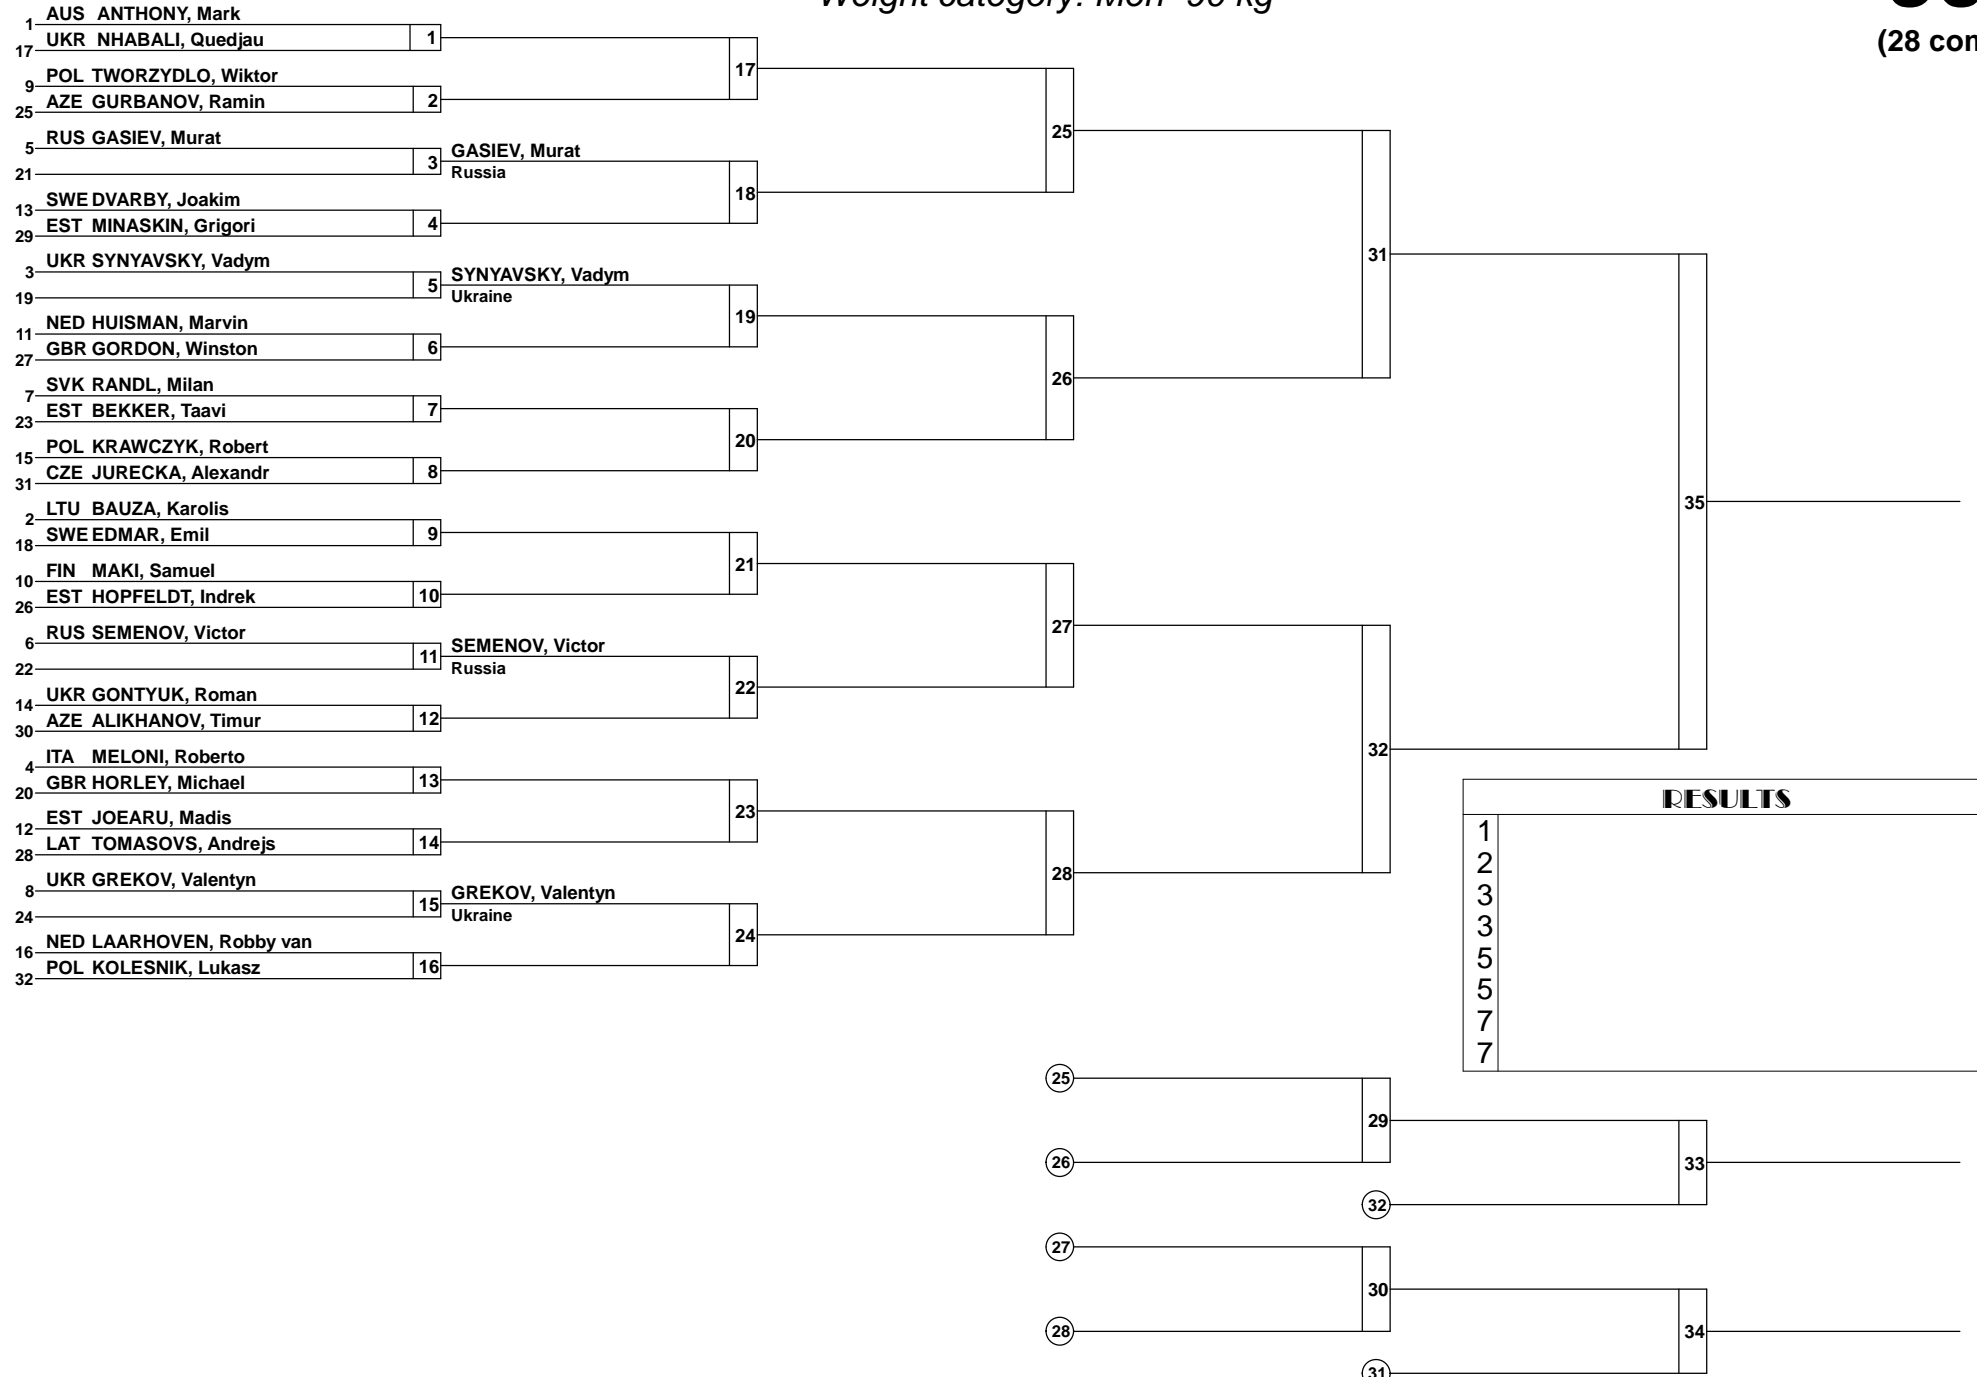 Weight category: Men -90 kg
(28 con
1 AUS ANTHONY, Mark
17 UKR NHABALI, Quedjau
1
9 POL TWORZYDLO, Wiktor
25 AZE GURBANOV, Ramin
2
17
5 RUS GASIEV, Murat
21
3
GASIEV, Murat
Russia
13 SWE DVARBY, Joakim
29 EST MINASKIN, Grigori
4
18
25
3 UKR SYNYAVSKY, Vadym
19
5
SYNYAVSKY, Vadym
Ukraine
11 NED HUISMAN, Marvin
27 GBR GORDON, Winston
6
19
7 SVK RANDL, Milan
23 EST BEKKER, Taavi
7
15 POL KRAWCZYK, Robert
31 CZE JURECKA, Alexandr
8
20
26
31
2 LTU BAUZA, Karolis
18 SWE EDMAR, Emil
9
10 FIN MAKI, Samuel
26 EST HOPFELDT, Indrek
10
21
6 RUS SEMENOV, Victor
22
11
SEMENOV, Victor
Russia
14 UKR GONTYUK, Roman
30 AZE ALIKHANOV, Timur
12
22
27
4 ITA MELONI, Roberto
20 GBR HORLEY, Michael
13
12 EST JOEARU, Madis
28 LAT TOMASOVS, Andrejs
14
23
8 UKR GREKOV, Valentyn
24
15
GREKOV, Valentyn
Ukraine
16 NED LAARHOVEN, Robby van
32 POL KOLESNIK, Lukasz
16
24
28
32
35
RESULTS
1
2
3
3
5
5
7
7
25
29
26
33
32
27
30
28
34
31